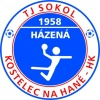 TJ SOKOL
1958
HÁZENÁ
KOSTELEC NA HANÉ - HK